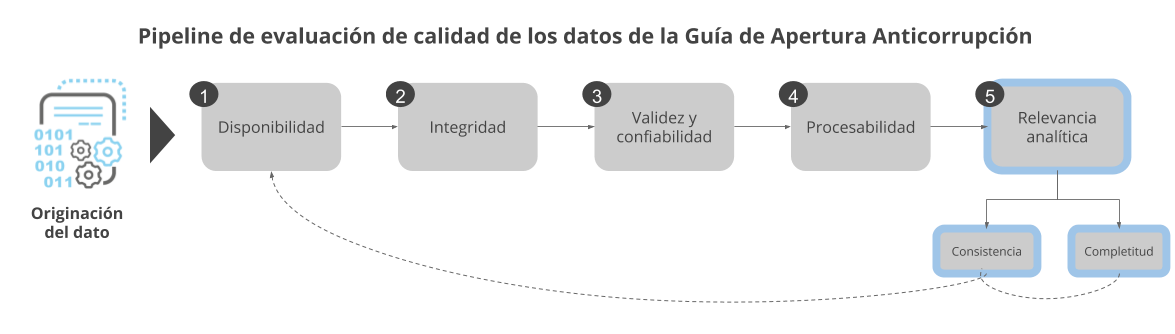 Pipeline de evaluación de calidad de los datos de la Guía de Apertura Anticorrupción
0101
101
010
011
Originación
del dato
1
Disponibilidad
2
Integridad
3
Validez y
confiabilidad
4
Procesabilidad
5
Relevancia
analítica
Consistencia
Completitud